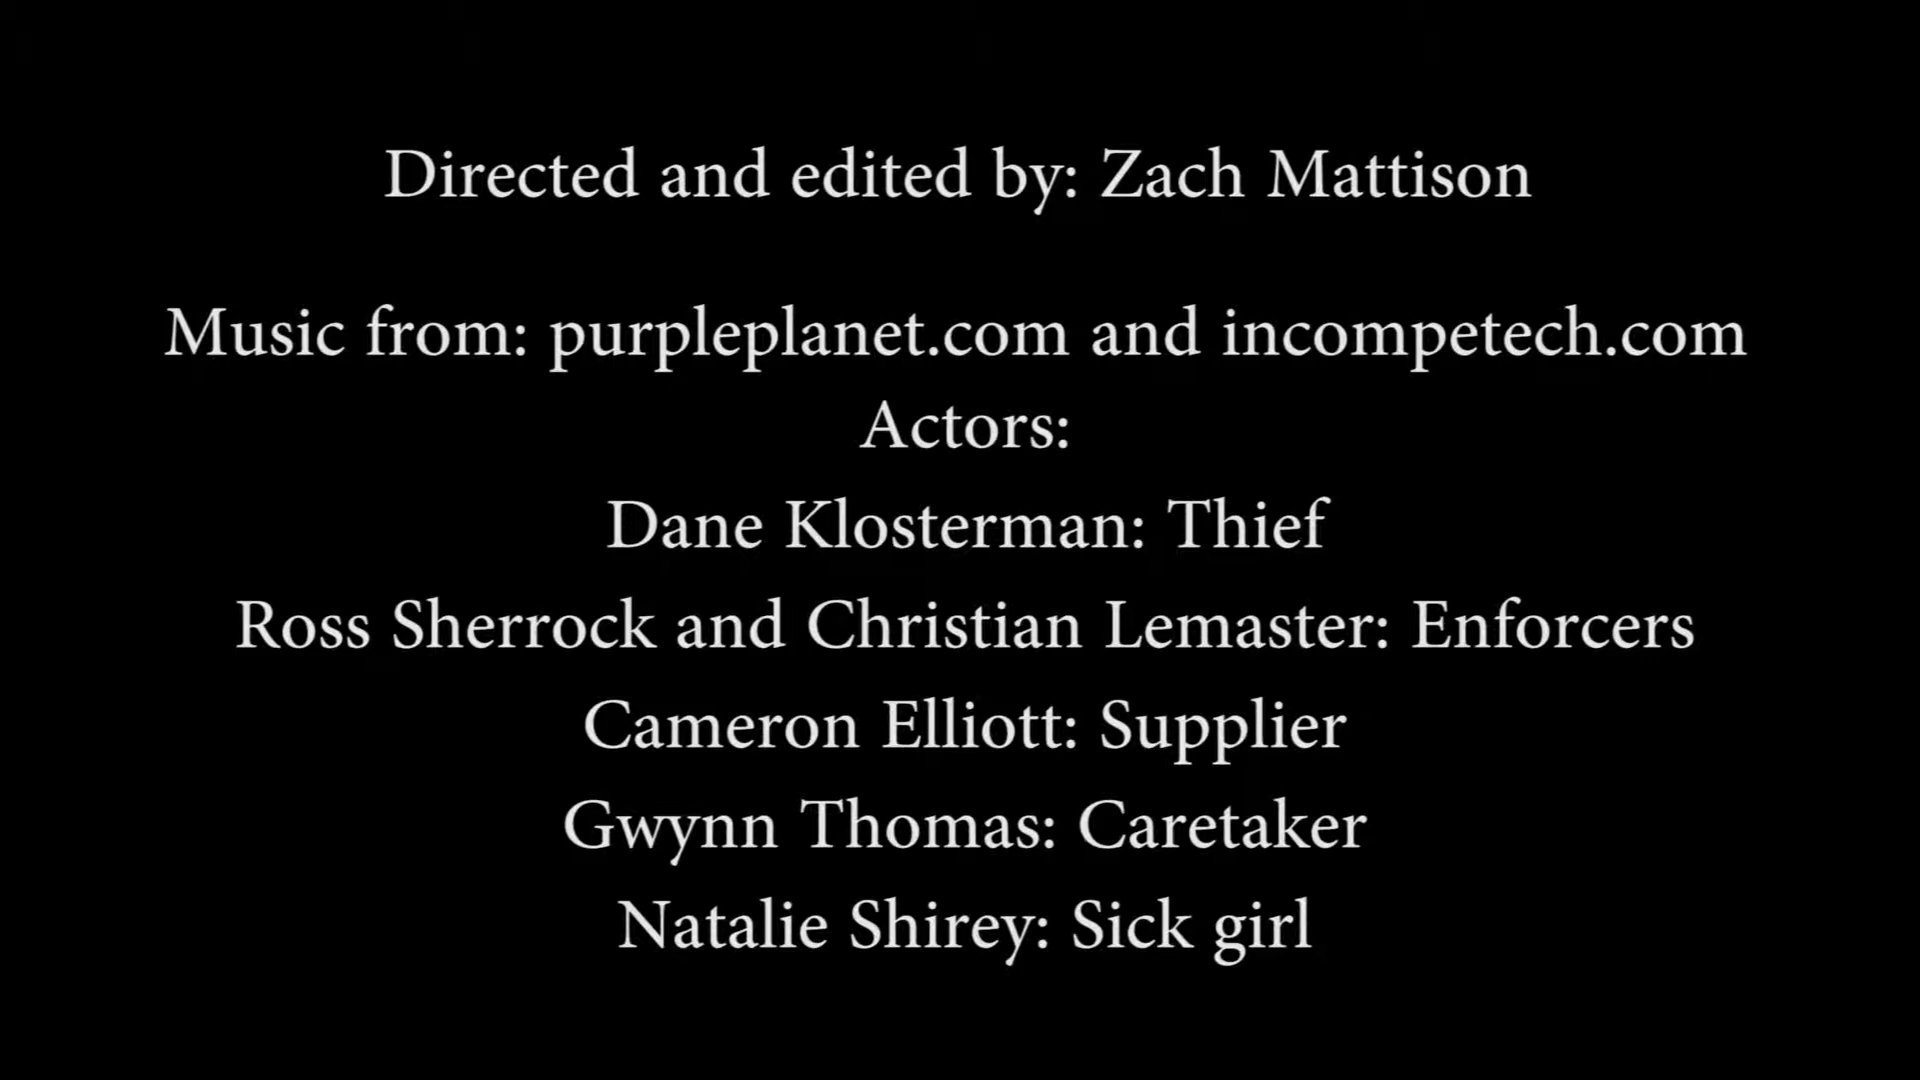 Directed and edited by: Zach Mattison
Music from: purpleplanet.com and incompetech.com
Actors:
Dane Klosterman: Thief
Ross Sherrock and Christian Lemaster: Enforcers
Cameron Elliott: Supplier
Gwynn Thomas: Caretaker
Natalie Shirey: Sick girl